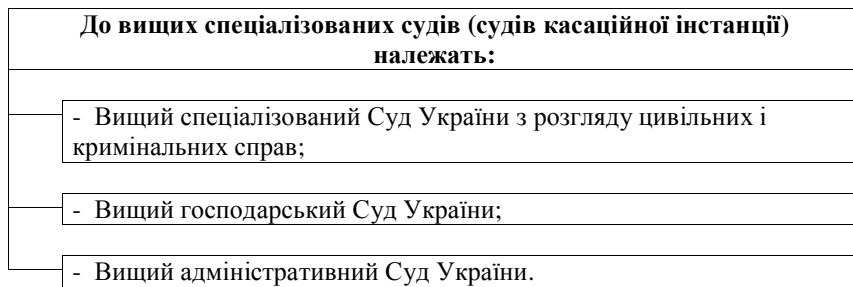 До вищих спеціалізованих судів (судів касаційної інстанції)
належать:
- Вищий спеціалізований Суд України з розгляду цивільних і
кримінальних справ;
- Вищий господарський Суд України;
- Вищий адміністративний Суд України.